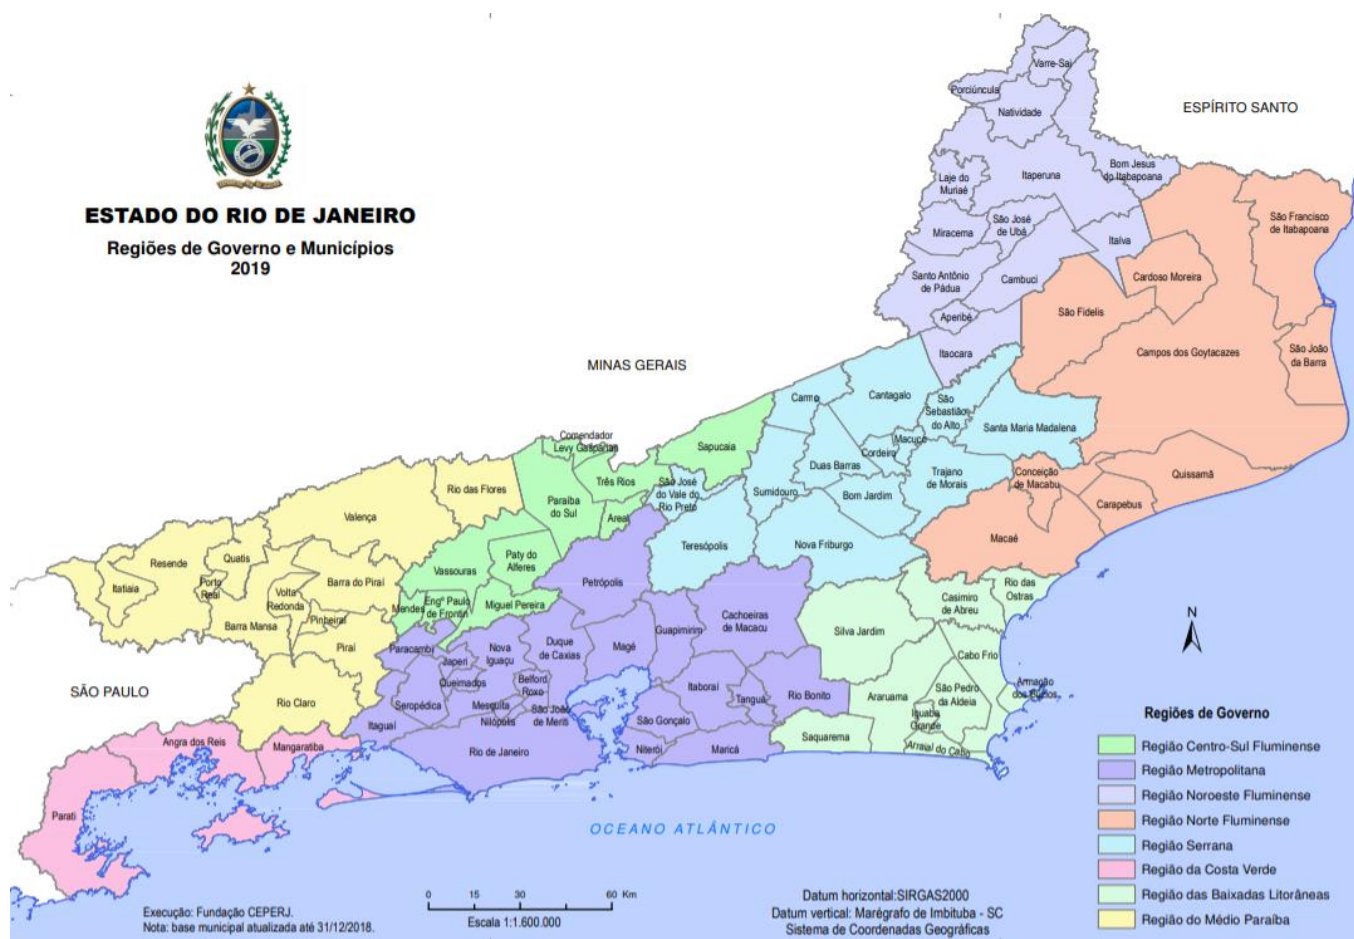 ESTADO DO RIO DE JANEIRO
Regiões de Governo e Municípios
2019
ESPÍRITO SANTO
MINAS GERAIS
SÃO PAULO
OCEANO ATLÂNTICO
Varre-Sai
Porciúncula
Natividade
Bom Jesus
do Itabapoana
Itaperuna
Laje do
Muriaé
São José
de Ubá
Miracema
Italva
Santo Antônio
de Pádua
Cambuci
Aperibé
Itaocara
São Francisco
de Itabapoana
Cardoso Moreira
São Fidelis
Campos dos Goytacazes
São João
da Barra
Quissamã
Conceição
de Macabu
Carapebus
Macaé
Carmo
Cantagalo
São
Sebastião
do Alto
Santa Maria Madalena
Macuco
Cordeiro
Duas Barras
Trajano
de Morais
Sumidouro
Bom Jardim
São José
do Vale do
Rio Preto
Teresópolis
Nova Friburgo
Comendador
Levy Gasparian
Sapucaia
Três Rios
Paraíba
do Sul
Areal
Paty do
Alferes
Vassouras
Mendes
Engº Paulo
de Frontin
Miguel Pereira
Rio das Flores
Valença
Resende
Quatis
Itatiaia
Porto
Real
Barra do Piraí
Volta
Redonda
Pinheiral
Barra Mansa
Piraí
Rio Claro
Petrópolis
Cachoeiras
de Macacu
Guapimirim
Magé
Duque
de Caxias
Nova
Iguaçu
Paracambi
Japeri
Queimados
Belford
Roxo
Seropédica
Mesquita
Nilópolis
São João
de Meriti
Itaguaí
Rio de Janeiro
Itaboraí
Tanguá
Rio Bonito
São Gonçalo
Niterói
Maricá
Rio das
Ostras
Casimiro
de Abreu
Silva Jardim
Cabo Frio
Armação
dos Búzios
Araruama
São Pedro
da Aldeia
Iguaba
Grande
Saquarema
Arraial do Cabo
Angra dos Reis
Mangaratiba
Parati
N
Regiões de Governo
Região Centro-Sul Fluminense
Região Metropolitana
Região Noroeste Fluminense
Região Norte Fluminense
Região Serrana
Região da Costa Verde
Região das Baixadas Litorâneas
Região do Médio Paraíba
0 15 30 60 Km
Escala 1:1.600.000
Execução: Fundação CEPERJ.
Nota: base municipal atualizada até 31/12/2018.
Datum horizontal:SIRGAS2000
Datum vertical: Marégrafo de Imbituba - SC
Sistema de Coordenadas Geográficas